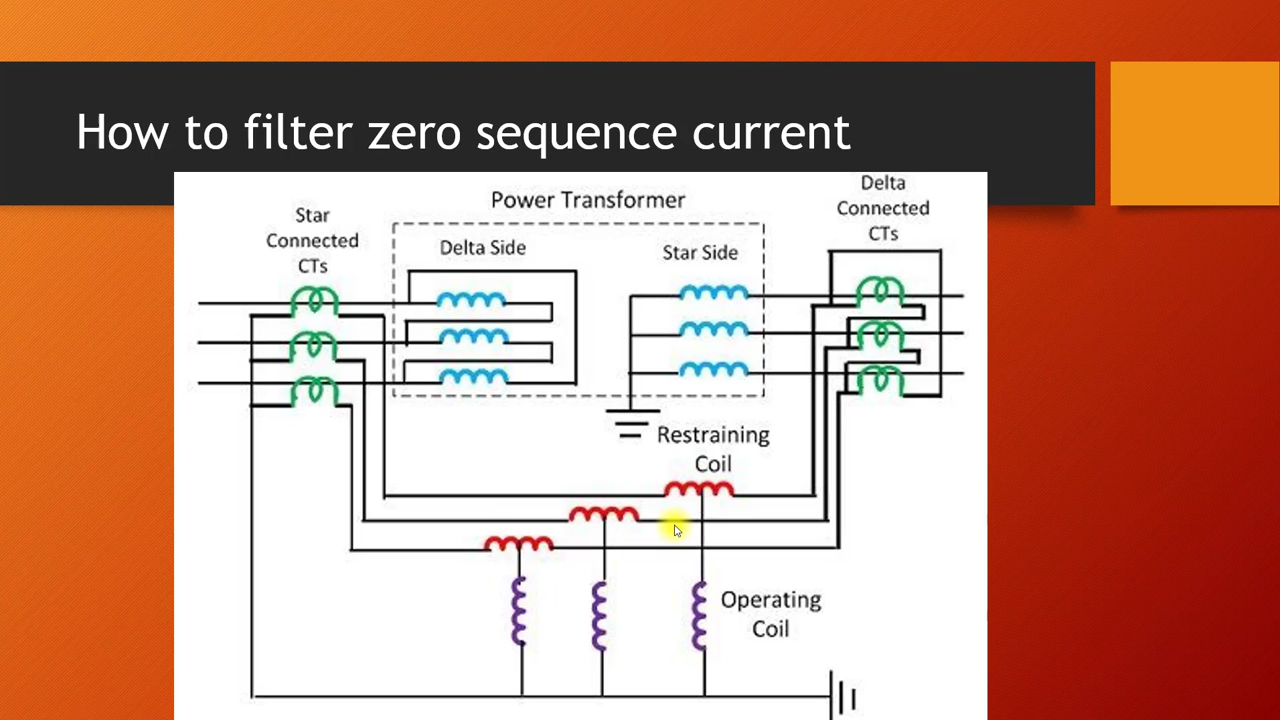 How to filter zero sequence current
Power Transformer
Star
Connected
CTs
Delta Side
Star Side
Delta
Connected
CTs
Restraining
Coil
Operating
Coil